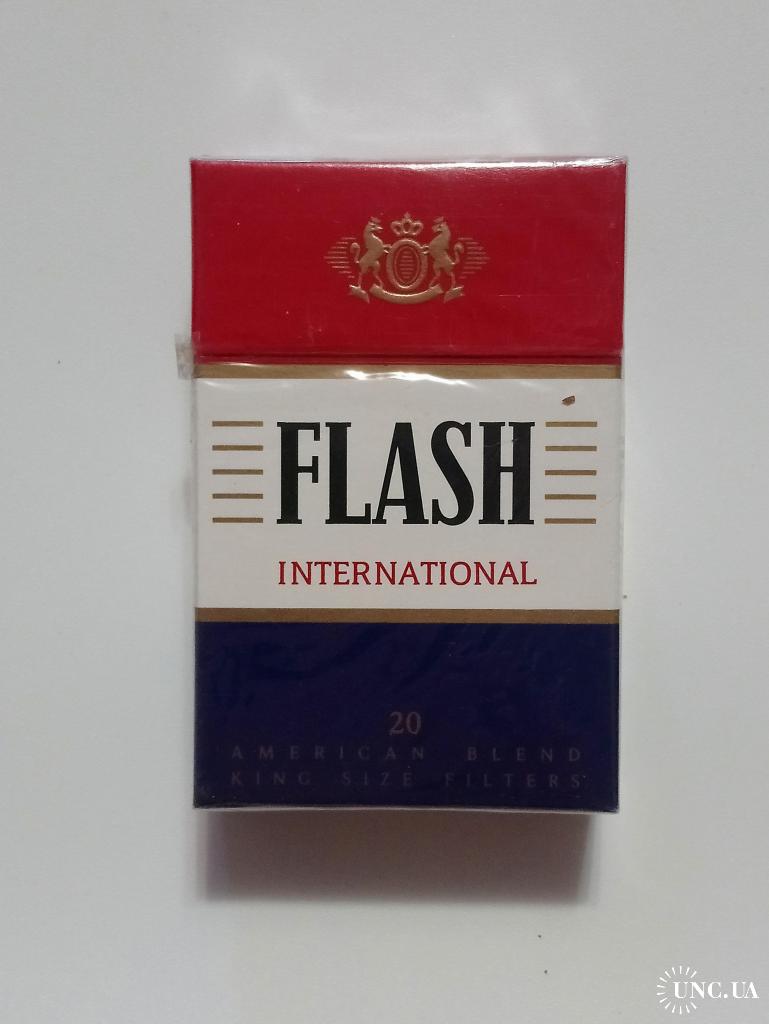 FLASH
INTERNATIONAL
20
AMERICAN BLEND
KING SIZE FILTERS
UNC.UA